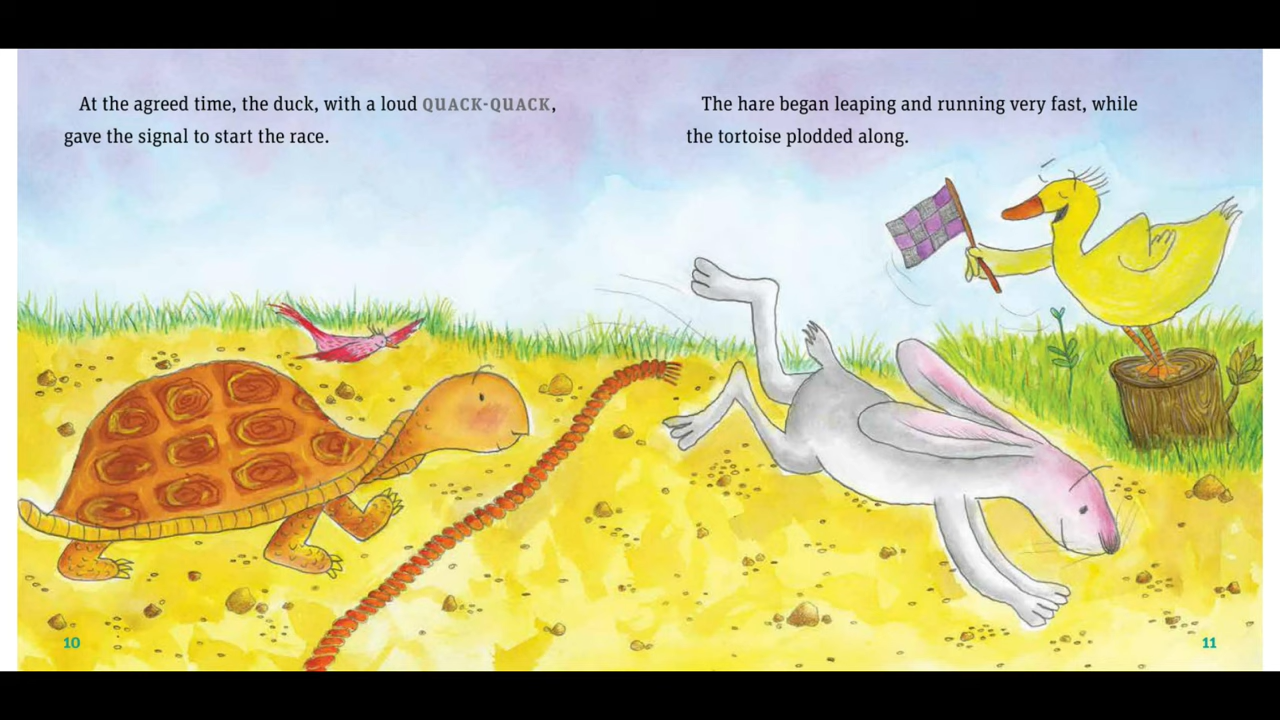 At the agreed time, the duck, with a loud QUACK-QUACK,
gave the signal to start the race.
The hare began leaping and running very fast, while
the tortoise plodded along.
10
11